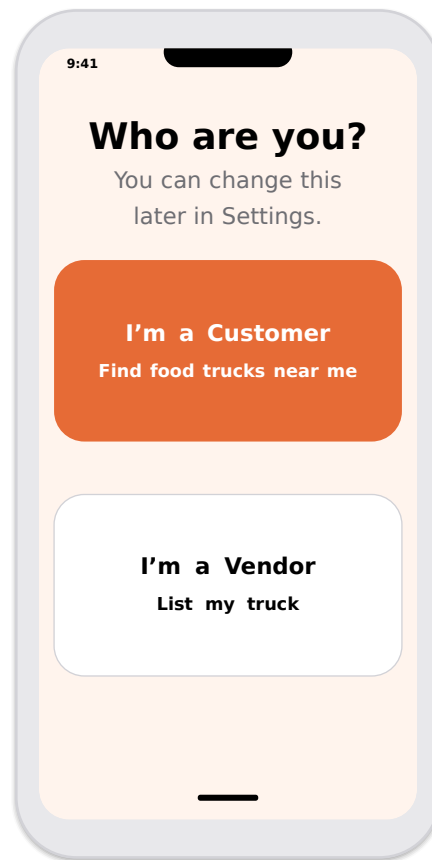 9:41
Who are you?
You can change this
later in Settings.
I’m a Customer
Find food trucks near me
I’m a Vendor
List my truck